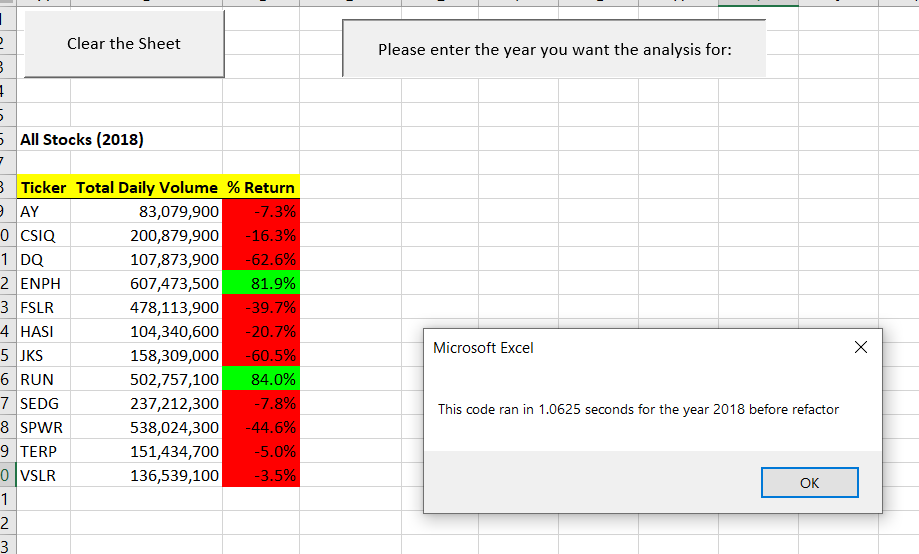 Clear the Sheet
Please enter the year you want the analysis for:
All Stocks (2018)
Ticker Total Daily Volume % Return
AY 83,079,900 -7.3%
CSIQ 200,879,900 -16.3%
DQ 107,873,900 -62.6%
ENPH 607,473,500 81.9%
FSLR 478,113,900 -39.7%
HASI 104,340,600 -20.7%
JKS 158,309,000 -60.5%
RUN 502,757,100 84.0%
SEDG 237,212,300 -7.8%
SPWR 538,024,300 -44.6%
TERP 151,434,700 -5.0%
VSLR 136,539,100 -3.5%
Microsoft Excel
This code ran in 1.0625 seconds for the year 2018 before refactor
OK